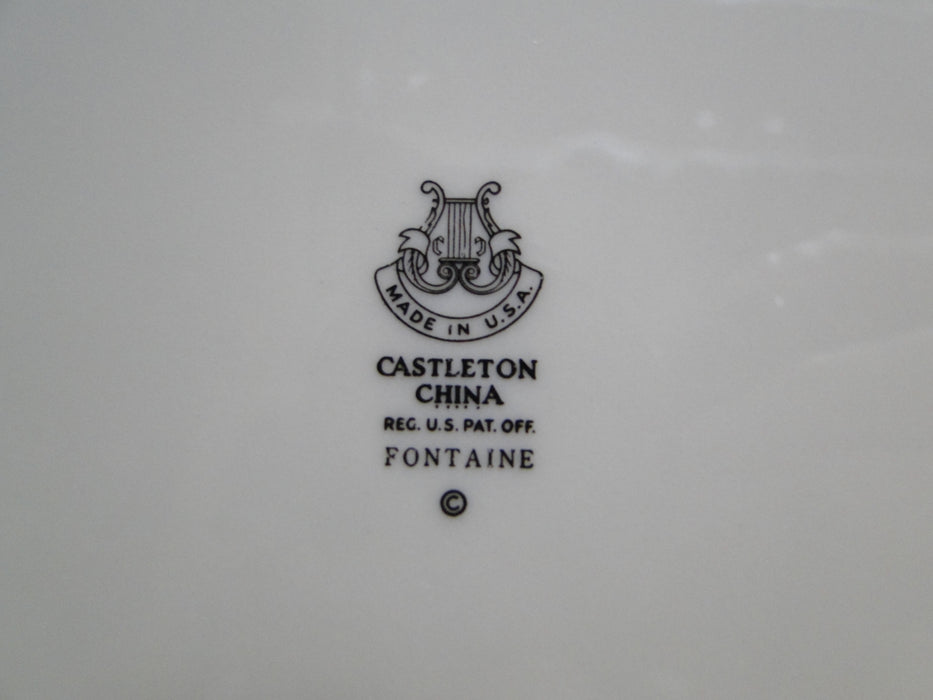 MADE IN U.S.A.
CASTLETON
CHINA
REG. U.S. PAT. OFF.
FONTAINE
©